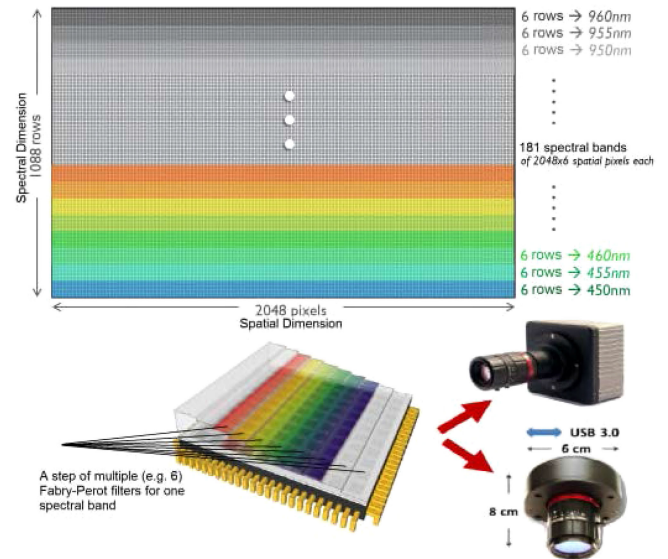 6 rows → 960nm
6 rows → 955nm
6 rows → 950nm
Spectral Dimension
1088 rows
181 spectral bands
of 2048x6 spatial pixels each
6 rows → 460nm
6 rows → 455nm
6 rows → 450nm
2048 pixels
Spatial Dimension
A step of multiple (e.g. 6)
Fabry-Perot filters for one
spectral band
USB 3.0
6 cm
8 cm